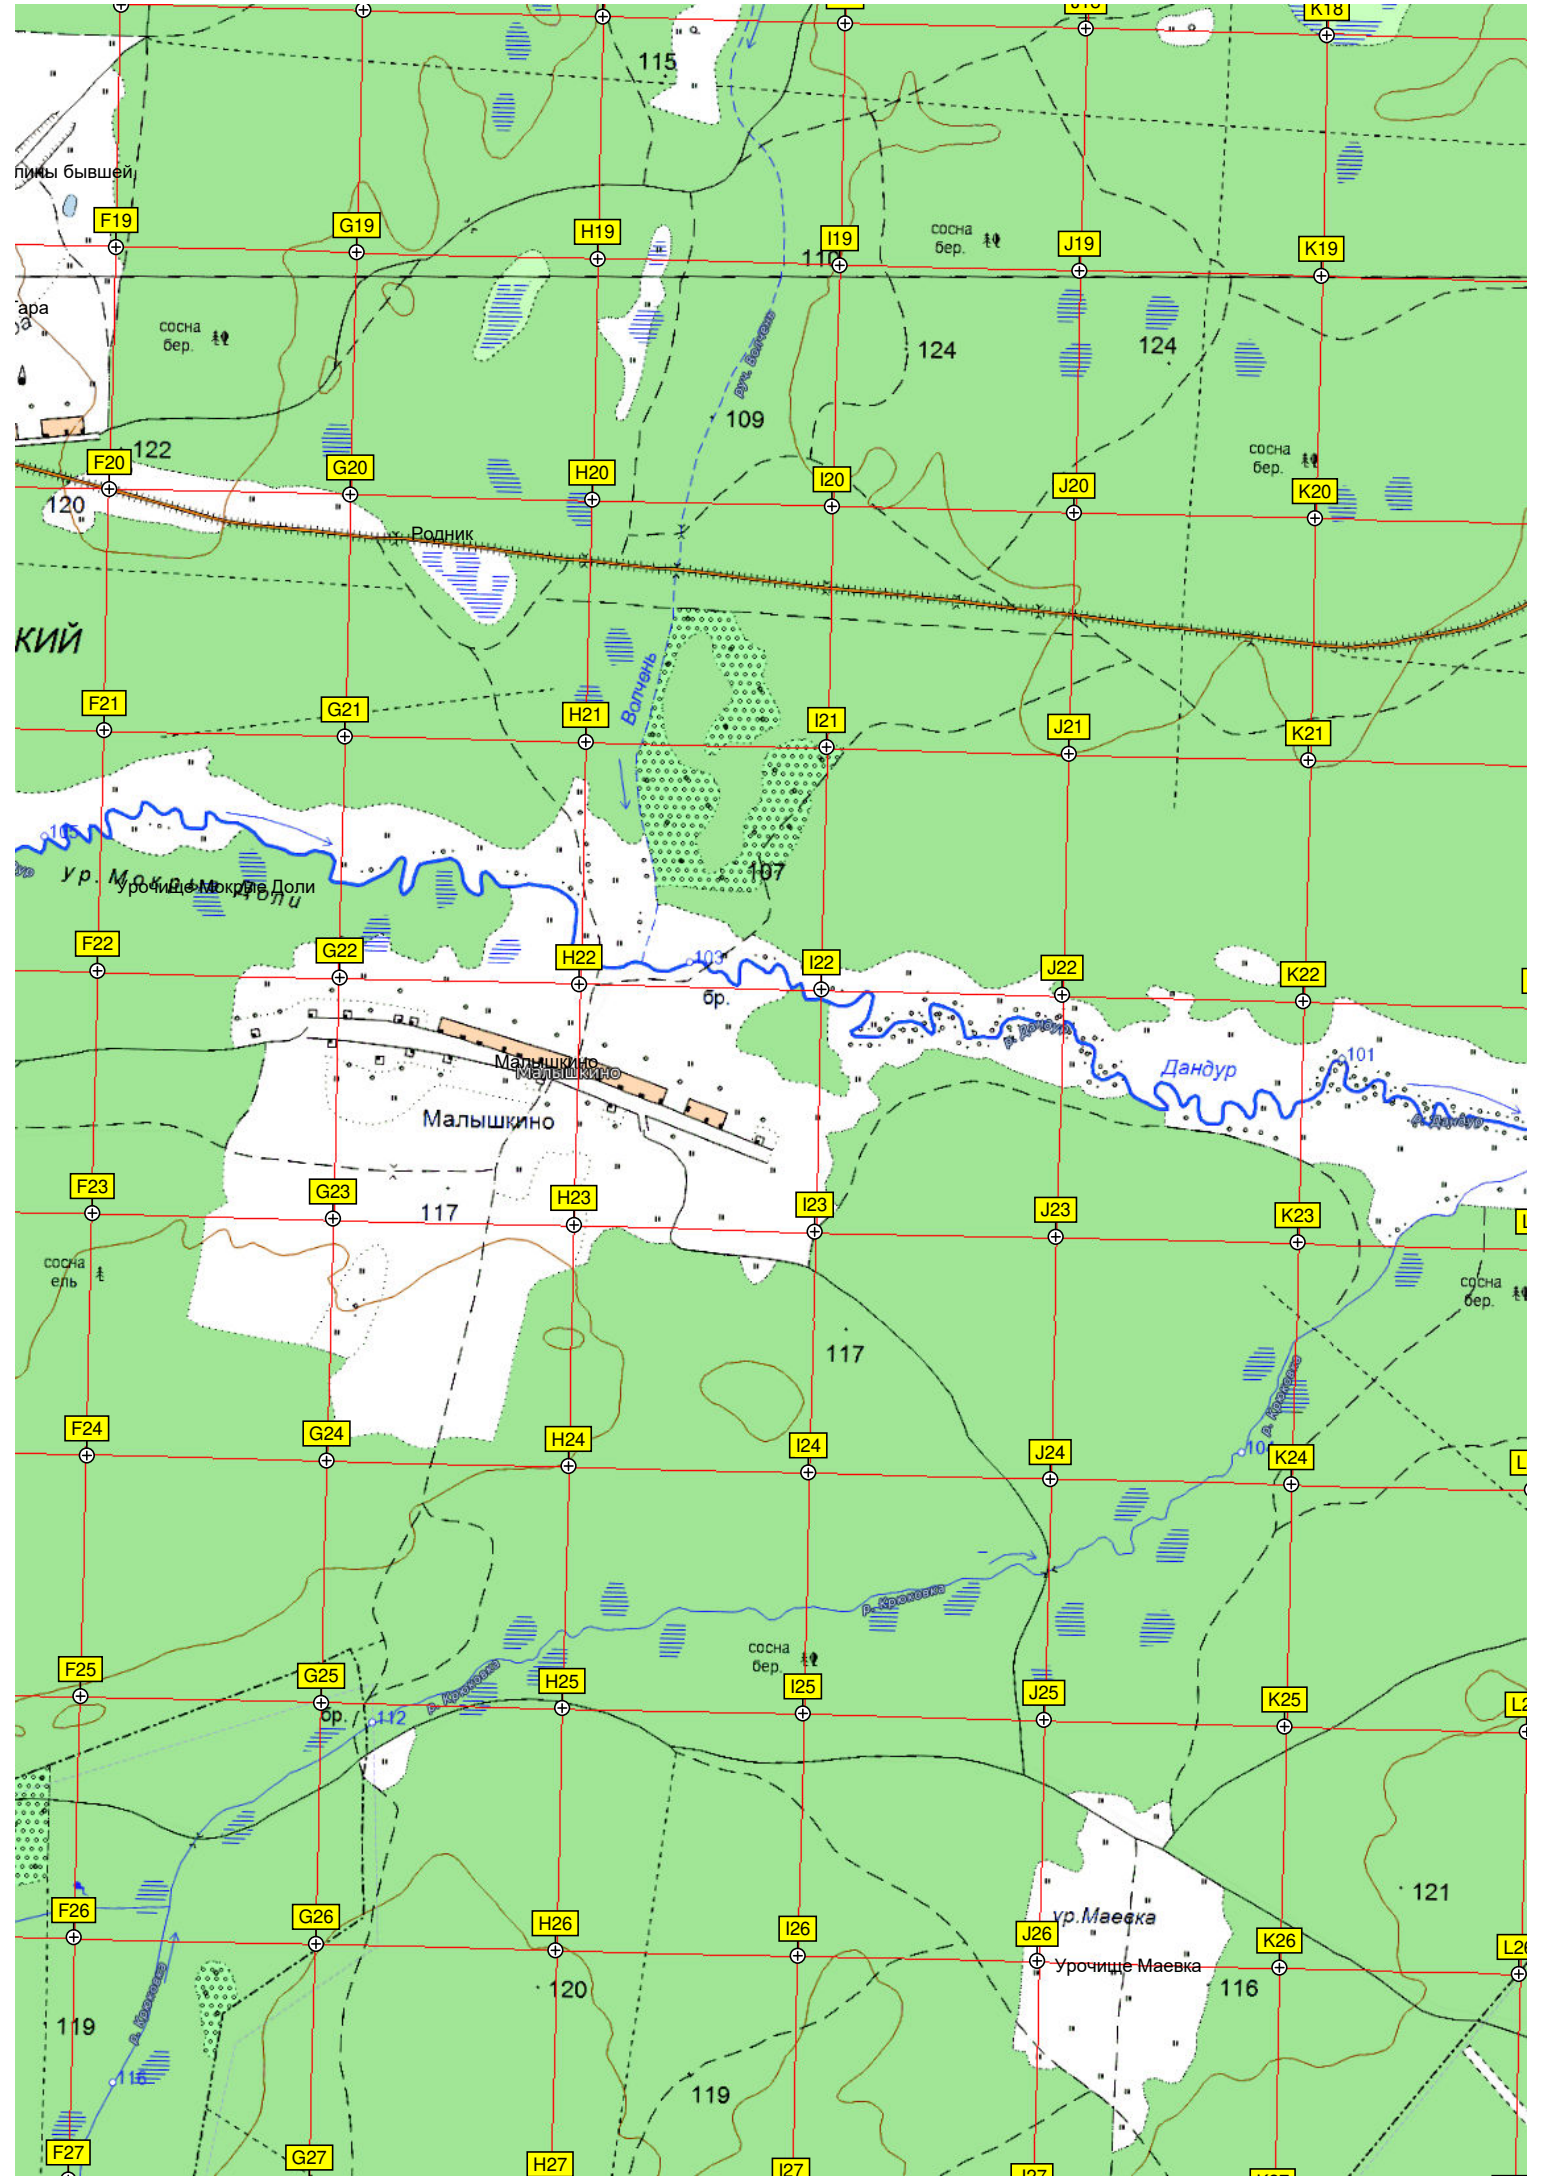 K18
115
лины бывшей
F19
G19
H19
I19
J19
K19
сосна
бер.
110
сосна
бер.
руч. Волчень
124
124
109
122
сосна
бер.
F20
G20
H20
I20
J20
K20
120
Родник
КИЙ
Волчень
F21
G21
H21
I21
J21
K21
105
ур. Мокрые Доли
Урочище Мокрые Доли
107
F22
G22
H22
I22
J22
K22
103
бр.
р. Дандур
Дандур
101
р. Дандур
Малышкино
Малышкино
Малышкино
F23
G23
H23
I23
J23
K23
117
сосна
ель
сосна
бер.
117
р. Крюковка
F24
G24
H24
I24
J24
K24
р. Крюковка
сосна
бер.
F25
G25
H25
I25
J25
K25
р. Крюковка
бр.
112
121
F26
G26
H26
I26
J26
K26
L26
ур. Маевка
Урочище Маевка
120
116
119
р. Крюковка
119
F27
G27
H27
I27